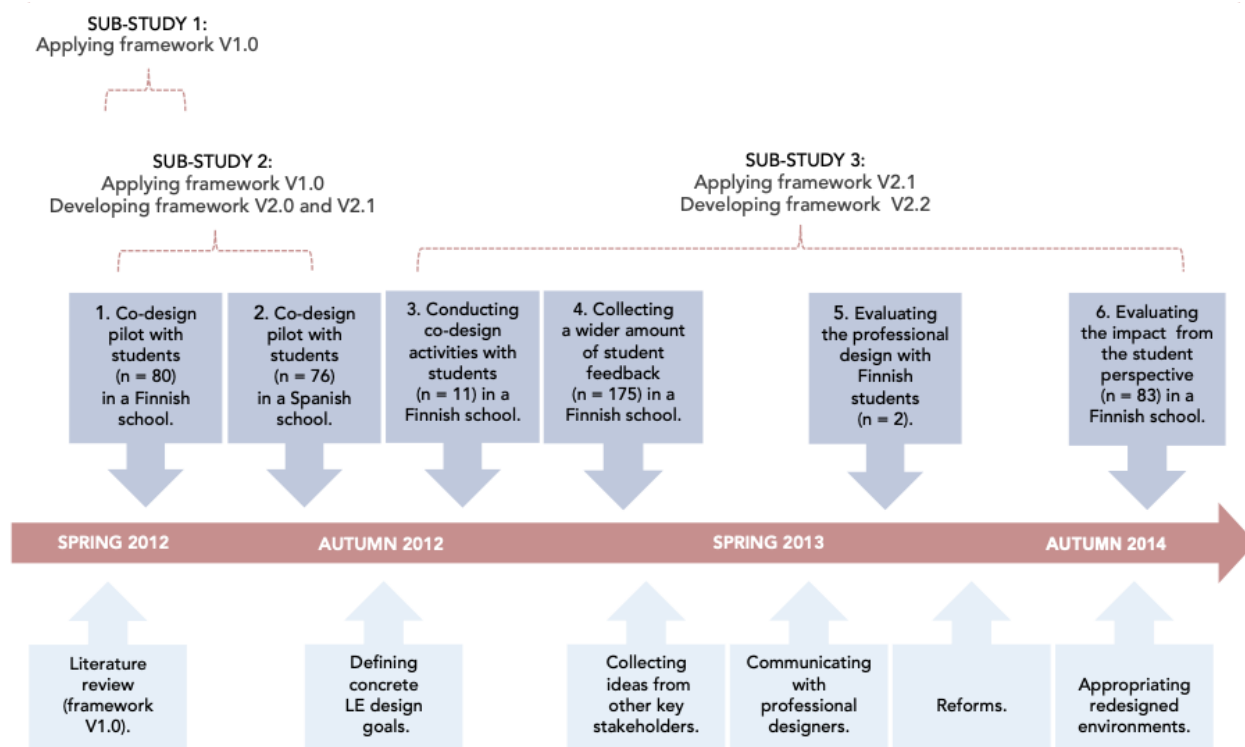 SUB-STUDY 1:
Applying framework V1.0
SUB-STUDY 2:
Applying framework V1.0
Developing framework V2.0 and V2.1
SUB-STUDY 3:
Applying framework V2.1
Developing framework V2.2
1. Co-design
pilot with
students
(n = 80)
in a Finnish
school.
2. Co-design
pilot with
students
(n = 76)
in a Spanish
school.
3. Conducting
co-design
activities with
students
(n = 11) in a
Finnish school.
4. Collecting
a wider amount
of student
feedback
(n = 175) in a
Finnish school.
5. Evaluating
the professional
design with
Finnish
students
(n = 2).
6. Evaluating
the impact from
the student
perspective
(n = 83) in a
Finnish school.
SPRING 2012
AUTUMN 2012
SPRING 2013
AUTUMN 2014
Literature
review
(framework
V1.0).
Defining
concrete
LE design
goals.
Collecting
ideas from
other key
stakeholders.
Communicating
with
professional
designers.
Reforms.
Appropriating
redesigned
environments.